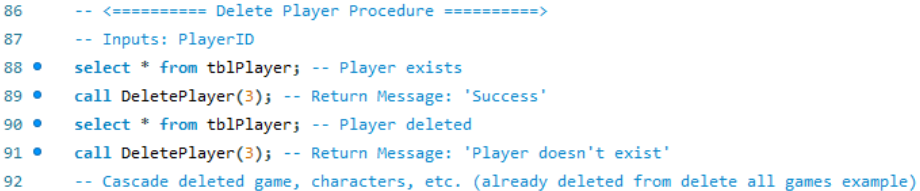 86 -- <========== Delete Player Procedure ==========>
87 -- Inputs: PlayerID
88 select * from tblPlayer; -- Player exists
89 call DeletePlayer(3); -- Return Message: 'Success'
90 select * from tblPlayer; -- Player deleted
91 call DeletePlayer(3); -- Return Message: 'Player doesn't exist'
92 -- Cascade deleted game, characters, etc. (already deleted from delete all games example)